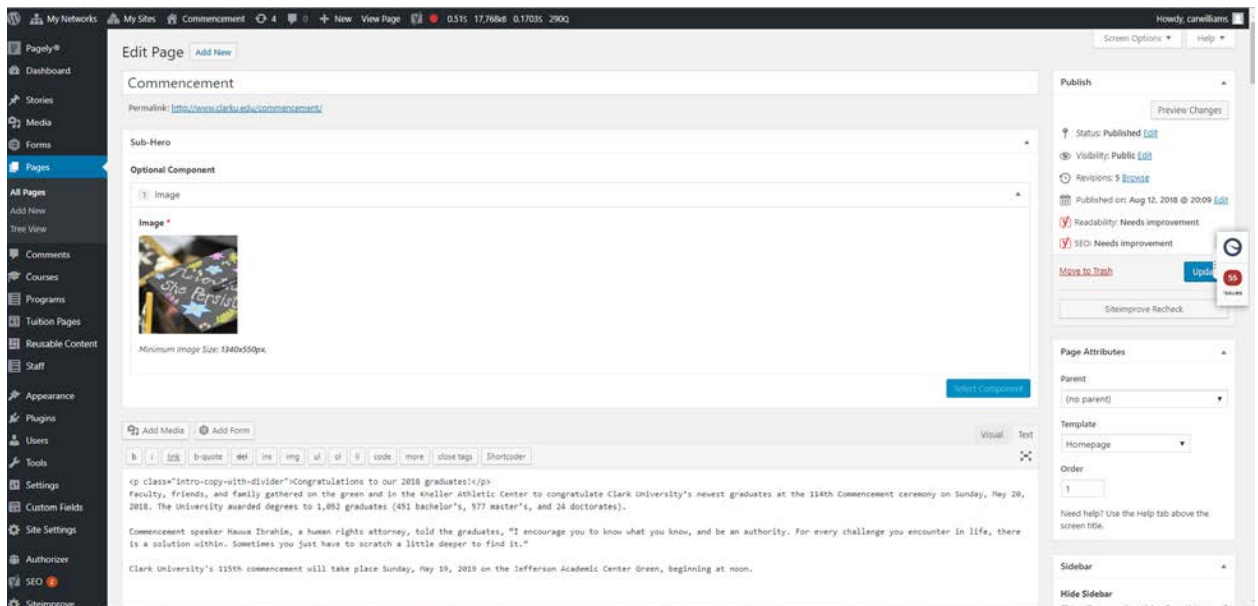 My Networks My Sites Commencement 4 0 New View Page 0.51s 17,768kB 0.1703s 290Q Howdy, carwilliams
Screen Options Help
Pagely®
Dashboard
Stories
Media
Forms
Pages
All Pages
Add New
Tree View
Comments
Courses
Programs
Tuition Pages
Reusable Content
Staff
Appearance
Plugins
Users
Tools
Settings
Custom Fields
Site Settings
Authorizer
SEO 2
Siteimprove
Edit Page Add New
Commencement
Permalink: http://www.clarku.edu/commencement/
Sub-Hero
Optional Component
1 Image
Image *
She Persist
Minimum Image Size: 1340x550px.
Select Component
Add Media Add Form Visual Text
b i link b-quote del ins img ul ol li code more close tags Shortcoder
<p class="intro-copy-with-divider">Congratulations to our 2018 graduates!</p>
Faculty, friends, and family gathered on the green and in the Kneller Athletic Center to congratulate Clark University's newest graduates at the 114th Commencement ceremony on Sunday, May 20,
2018. The University awarded degrees to 1,052 graduates (451 bachelor's, 577 master's, and 24 doctorates).
Commencement speaker Hauwa Ibrahim, a human rights attorney, told the graduates, "I encourage you to know what you know, and be an authority. For every challenge you encounter in life, there
is a solution within. Sometimes you just have to scratch a little deeper to find it."
Clark University's 115th commencement will take place Sunday, May 19, 2019 on the Jefferson Academic Center Green, beginning at noon.
Publish
Preview Changes
Status: Published Edit
Visibility: Public Edit
Revisions: 5 Browse
Published on: Aug 12, 2018 @ 20:09 Edit
Readability: Needs improvement
SEO: Needs improvement
Move to Trash Upda
55
Issues
Siteimprove Recheck
Page Attributes
Parent
(no parent)
Template
Homepage
Order
1
Need help? Use the Help tab above the
screen title.
Sidebar
Hide Sidebar